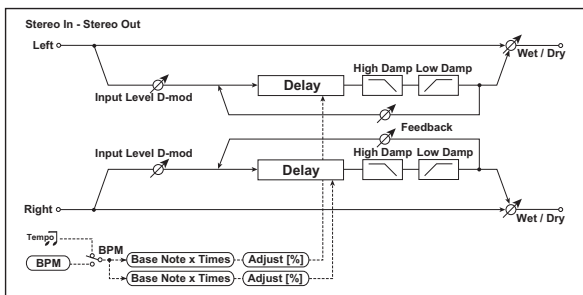 Stereo In - Stereo Out
Left
Wet / Dry
High Damp Low Damp
Delay
Input Level D-mod
Feedback
Input Level D-mod
High Damp Low Damp
Delay
Right
Wet / Dry
Tempo
BPM
BPM
Base Note x Times Adjust [%]
Base Note x Times Adjust [%]